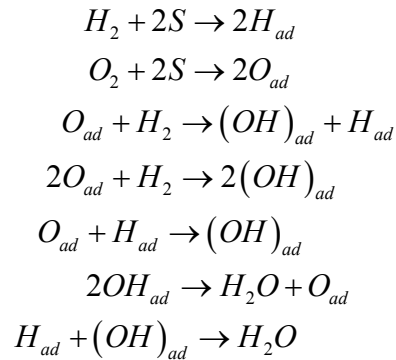 H₂ + 2S → 2H_ad
O₂ + 2S → 2O_ad
O_ad + H₂ → (OH)_ad + H_ad
2O_ad + H₂ → 2(OH)_ad
O_ad + H_ad → (OH)_ad
2OH_ad → H₂O + O_ad
H_ad + (OH)_ad → H₂O